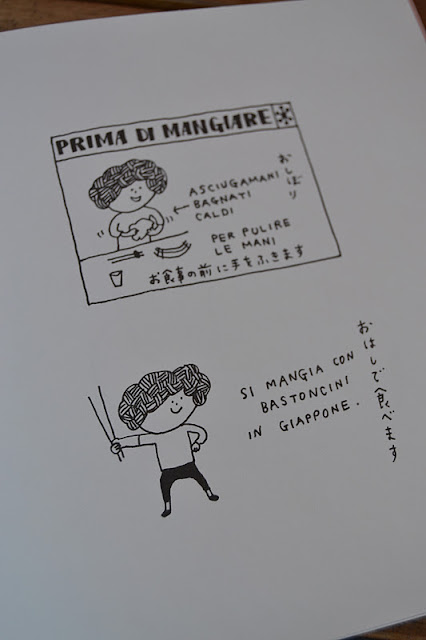 PRIMA DI MANGIARE
おしぼり
ASCIUGAMANI
BAGNATI
CALDI
PER PULIRE
LE MANI
お食事の前に手をふきます
SI MANGIA CON
BASTONCINI
IN GIAPPONE.
おはしで食べます